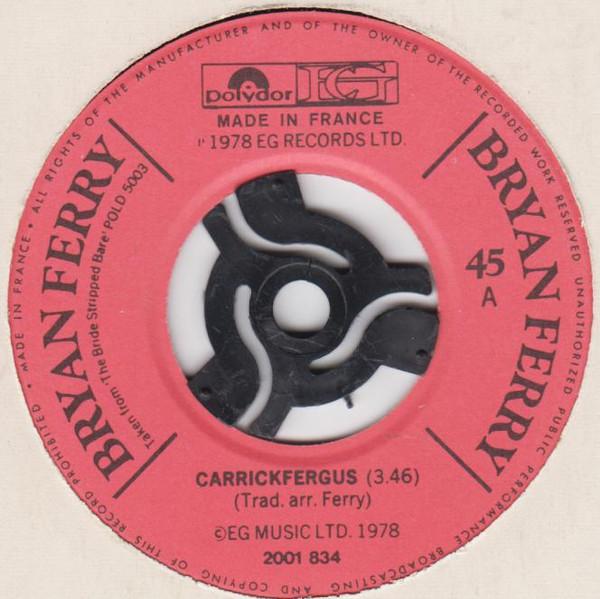 ALL RIGHTS OF THE MANUFACTURER AND OF THE OWNER OF THE RECORDED WORK RESERVED UNAUTHORIZED PUBLIC PERFORMANCE BROADCASTING AND COPYING OF THIS RECORD PROHIBITED • MADE IN FRANCE •
Polydor EG
MADE IN FRANCE
℗ 1978 EG RECORDS LTD.
BRYAN FERRY
Taken from 'The Bride Stripped Bare' POLD 5003
BRYAN FERRY
45
A
CARRICKFERGUS (3.46)
(Trad. arr. Ferry)
©EG MUSIC LTD. 1978
2001 834